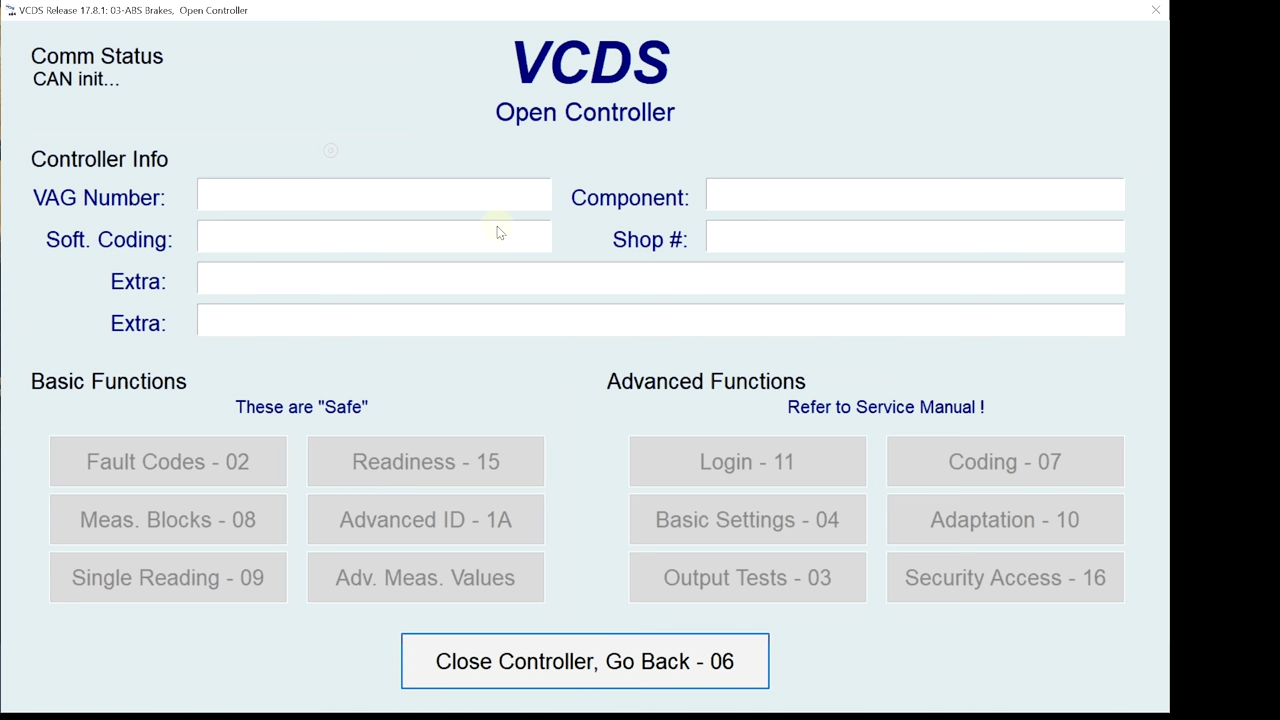 VCDS Release 17.8.1: 03-ABS Brakes, Open Controller
Comm Status
CAN init...
VCDS
Open Controller
Controller Info
VAG Number:
Component:
Soft. Coding:
Shop #:
Extra:
Extra:
Basic Functions
These are "Safe"
Advanced Functions
Refer to Service Manual !
Fault Codes - 02
Readiness - 15
Login - 11
Coding - 07
Meas. Blocks - 08
Advanced ID - 1A
Basic Settings - 04
Adaptation - 10
Single Reading - 09
Adv. Meas. Values
Output Tests - 03
Security Access - 16
Close Controller, Go Back - 06